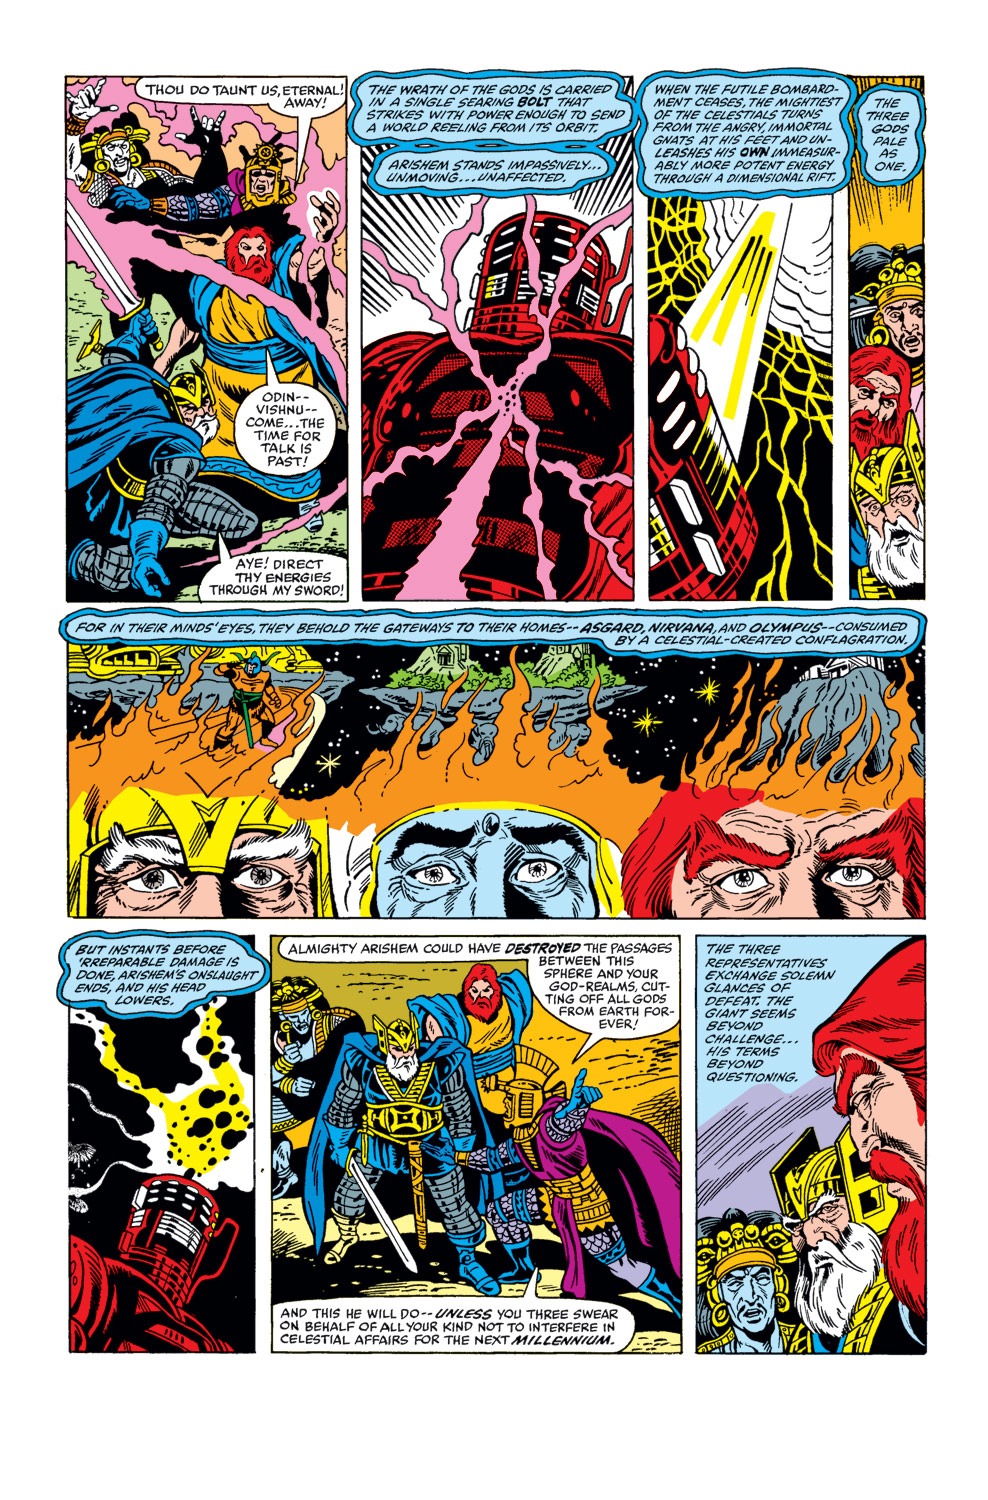 THOU DO TAUNT US, ETERNAL!
AWAY!
ODIN--
VISHNU--
COME...THE
TIME FOR
TALK IS
PAST!
AYE! DIRECT
THY ENERGIES
THROUGH MY SWORD!
THE WRATH OF THE GODS IS CARRIED
IN A SINGLE SEARING BOLT THAT
STRIKES WITH POWER ENOUGH TO SEND
A WORLD REELING FROM ITS ORBIT.
ARISHEM STANDS IMPASSIVELY...
UNMOVING...UNAFFECTED.
WHEN THE FUTILE BOMBARD-
MENT CEASES, THE MIGHTIEST
OF THE CELESTIALS TURNS
FROM THE ANGRY, IMMORTAL
GNATS AT HIS FEET AND UN-
LEASHES HIS OWN IMMEASUR-
ABLY MORE POTENT ENERGY
THROUGH A DIMENSIONAL RIFT.
THE
THREE
GODS
PALE
AS
ONE.
FOR IN THEIR MINDS' EYES, THEY BEHOLD THE GATEWAYS TO THEIR HOMES--ASGARD, NIRVANA, AND OLYMPUS--CONSUMED
BY A CELESTIAL-CREATED CONFLAGRATION.
BUT INSTANTS BEFORE
'RREPARABLE DAMAGE IS
DONE, ARISHEM'S ONSLAUGHT
ENDS, AND HIS HEAD
LOWERS.
ALMIGHTY ARISHEM COULD HAVE DESTROYED THE PASSAGES
BETWEEN THIS
SPHERE AND YOUR
GOD-REALMS, CUT-
TING OFF ALL GODS
FROM EARTH FOR-
EVER!
AND THIS HE WILL DO--UNLESS YOU THREE SWEAR
ON BEHALF OF ALL YOUR KIND NOT TO INTERFERE IN
CELESTIAL AFFAIRS FOR THE NEXT MILLENNIUM.
THE THREE
REPRESENTATIVES
EXCHANGE SOLEMN
GLANCES OF
DEFEAT. THE
GIANT SEEMS
BEYOND
CHALLENGE...
HIS TERMS
BEYOND
QUESTIONING.